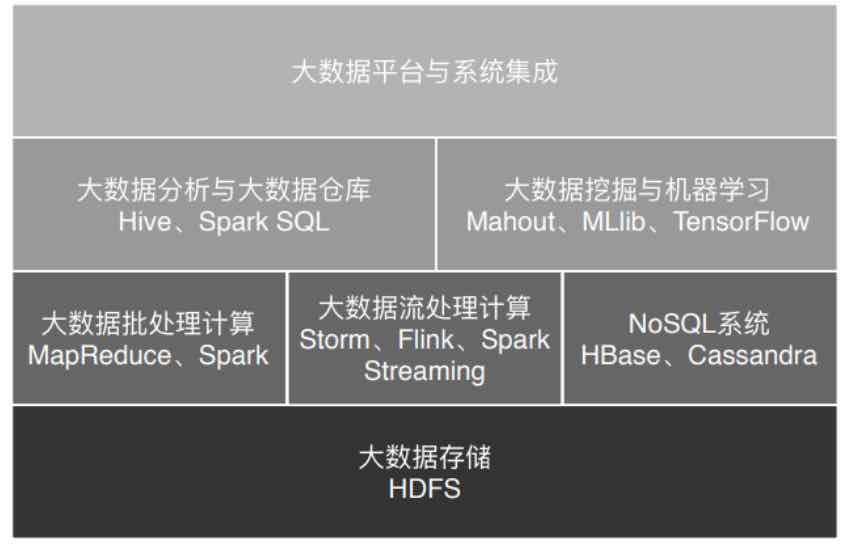 大数据平台与系统集成
大数据分析与大数据仓库
Hive、Spark SQL
大数据挖掘与机器学习
Mahout、MLlib、TensorFlow
大数据批处理计算
MapReduce、Spark
大数据流处理计算
Storm、Flink、Spark
Streaming
NoSQL系统
HBase、Cassandra
大数据存储
HDFS